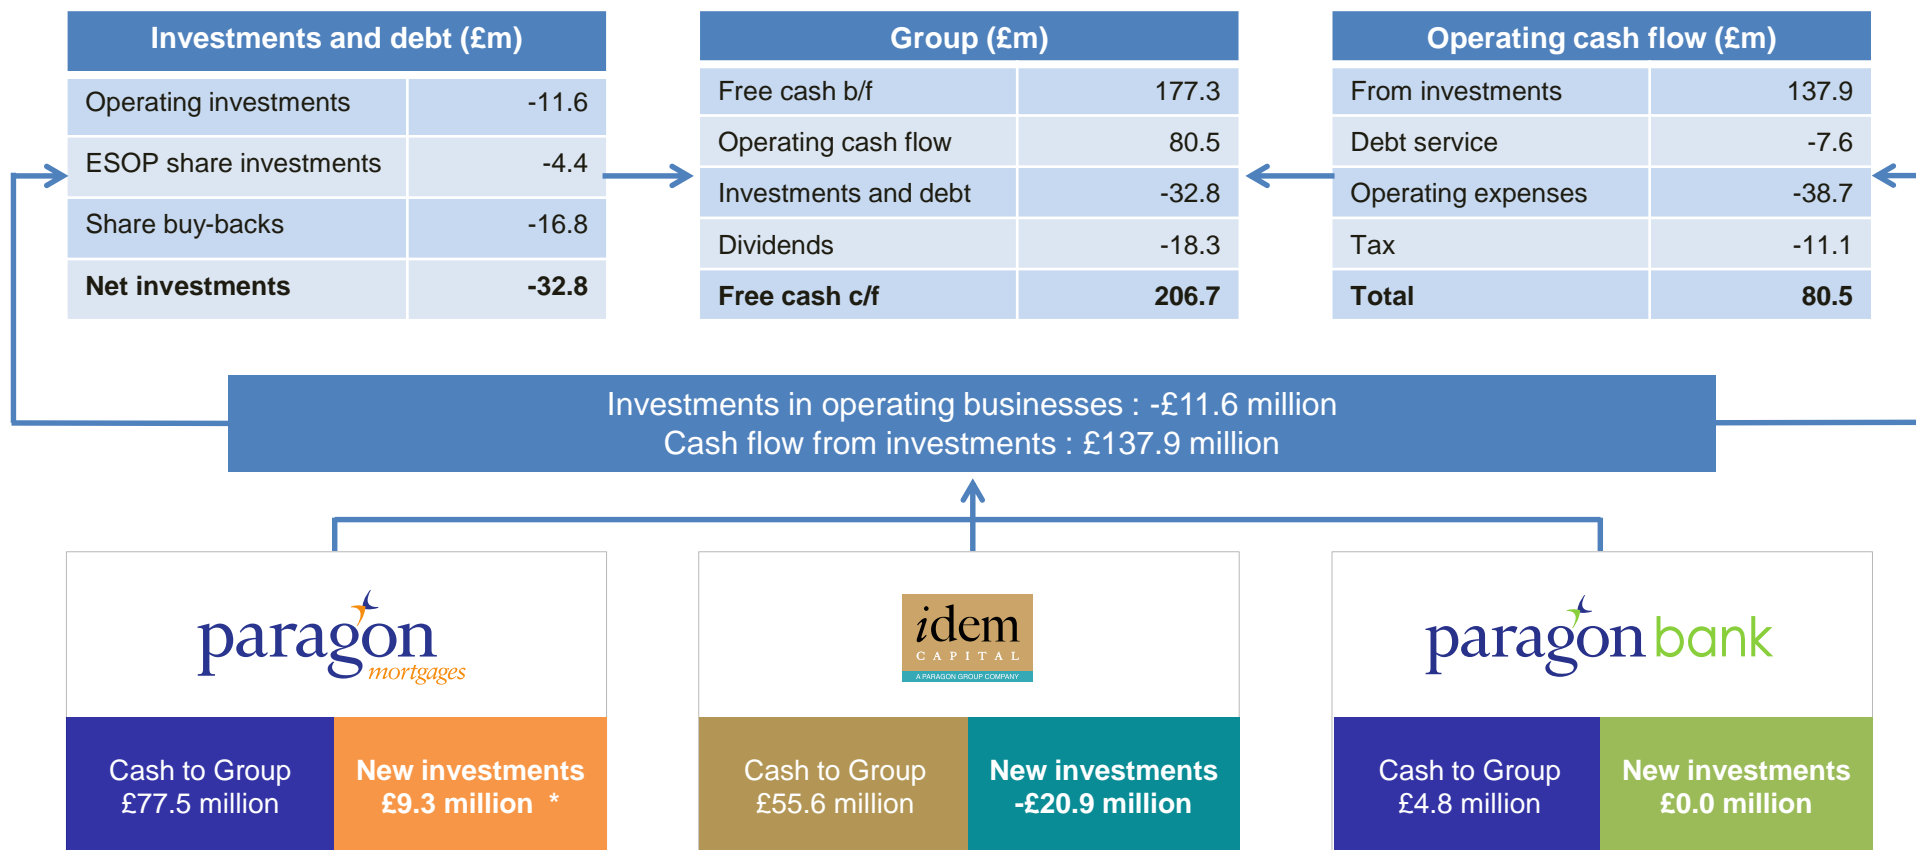 Investments and debt (£m)
Operating investments -11.6
ESOP share investments -4.4
Share buy-backs -16.8
Net investments -32.8
Group (£m)
Free cash b/f 177.3
Operating cash flow 80.5
Investments and debt -32.8
Dividends -18.3
Free cash c/f 206.7
Operating cash flow (£m)
From investments 137.9
Debt service -7.6
Operating expenses -38.7
Tax -11.1
Total 80.5
Investments in operating businesses : -£11.6 million
Cash flow from investments : £137.9 million
paragon
mortgages
Cash to Group
£77.5 million
New investments
£9.3 million *
idem
CAPITAL
A PARAGON GROUP COMPANY
Cash to Group
£55.6 million
New investments
-£20.9 million
paragon bank
Cash to Group
£4.8 million
New investments
£0.0 million